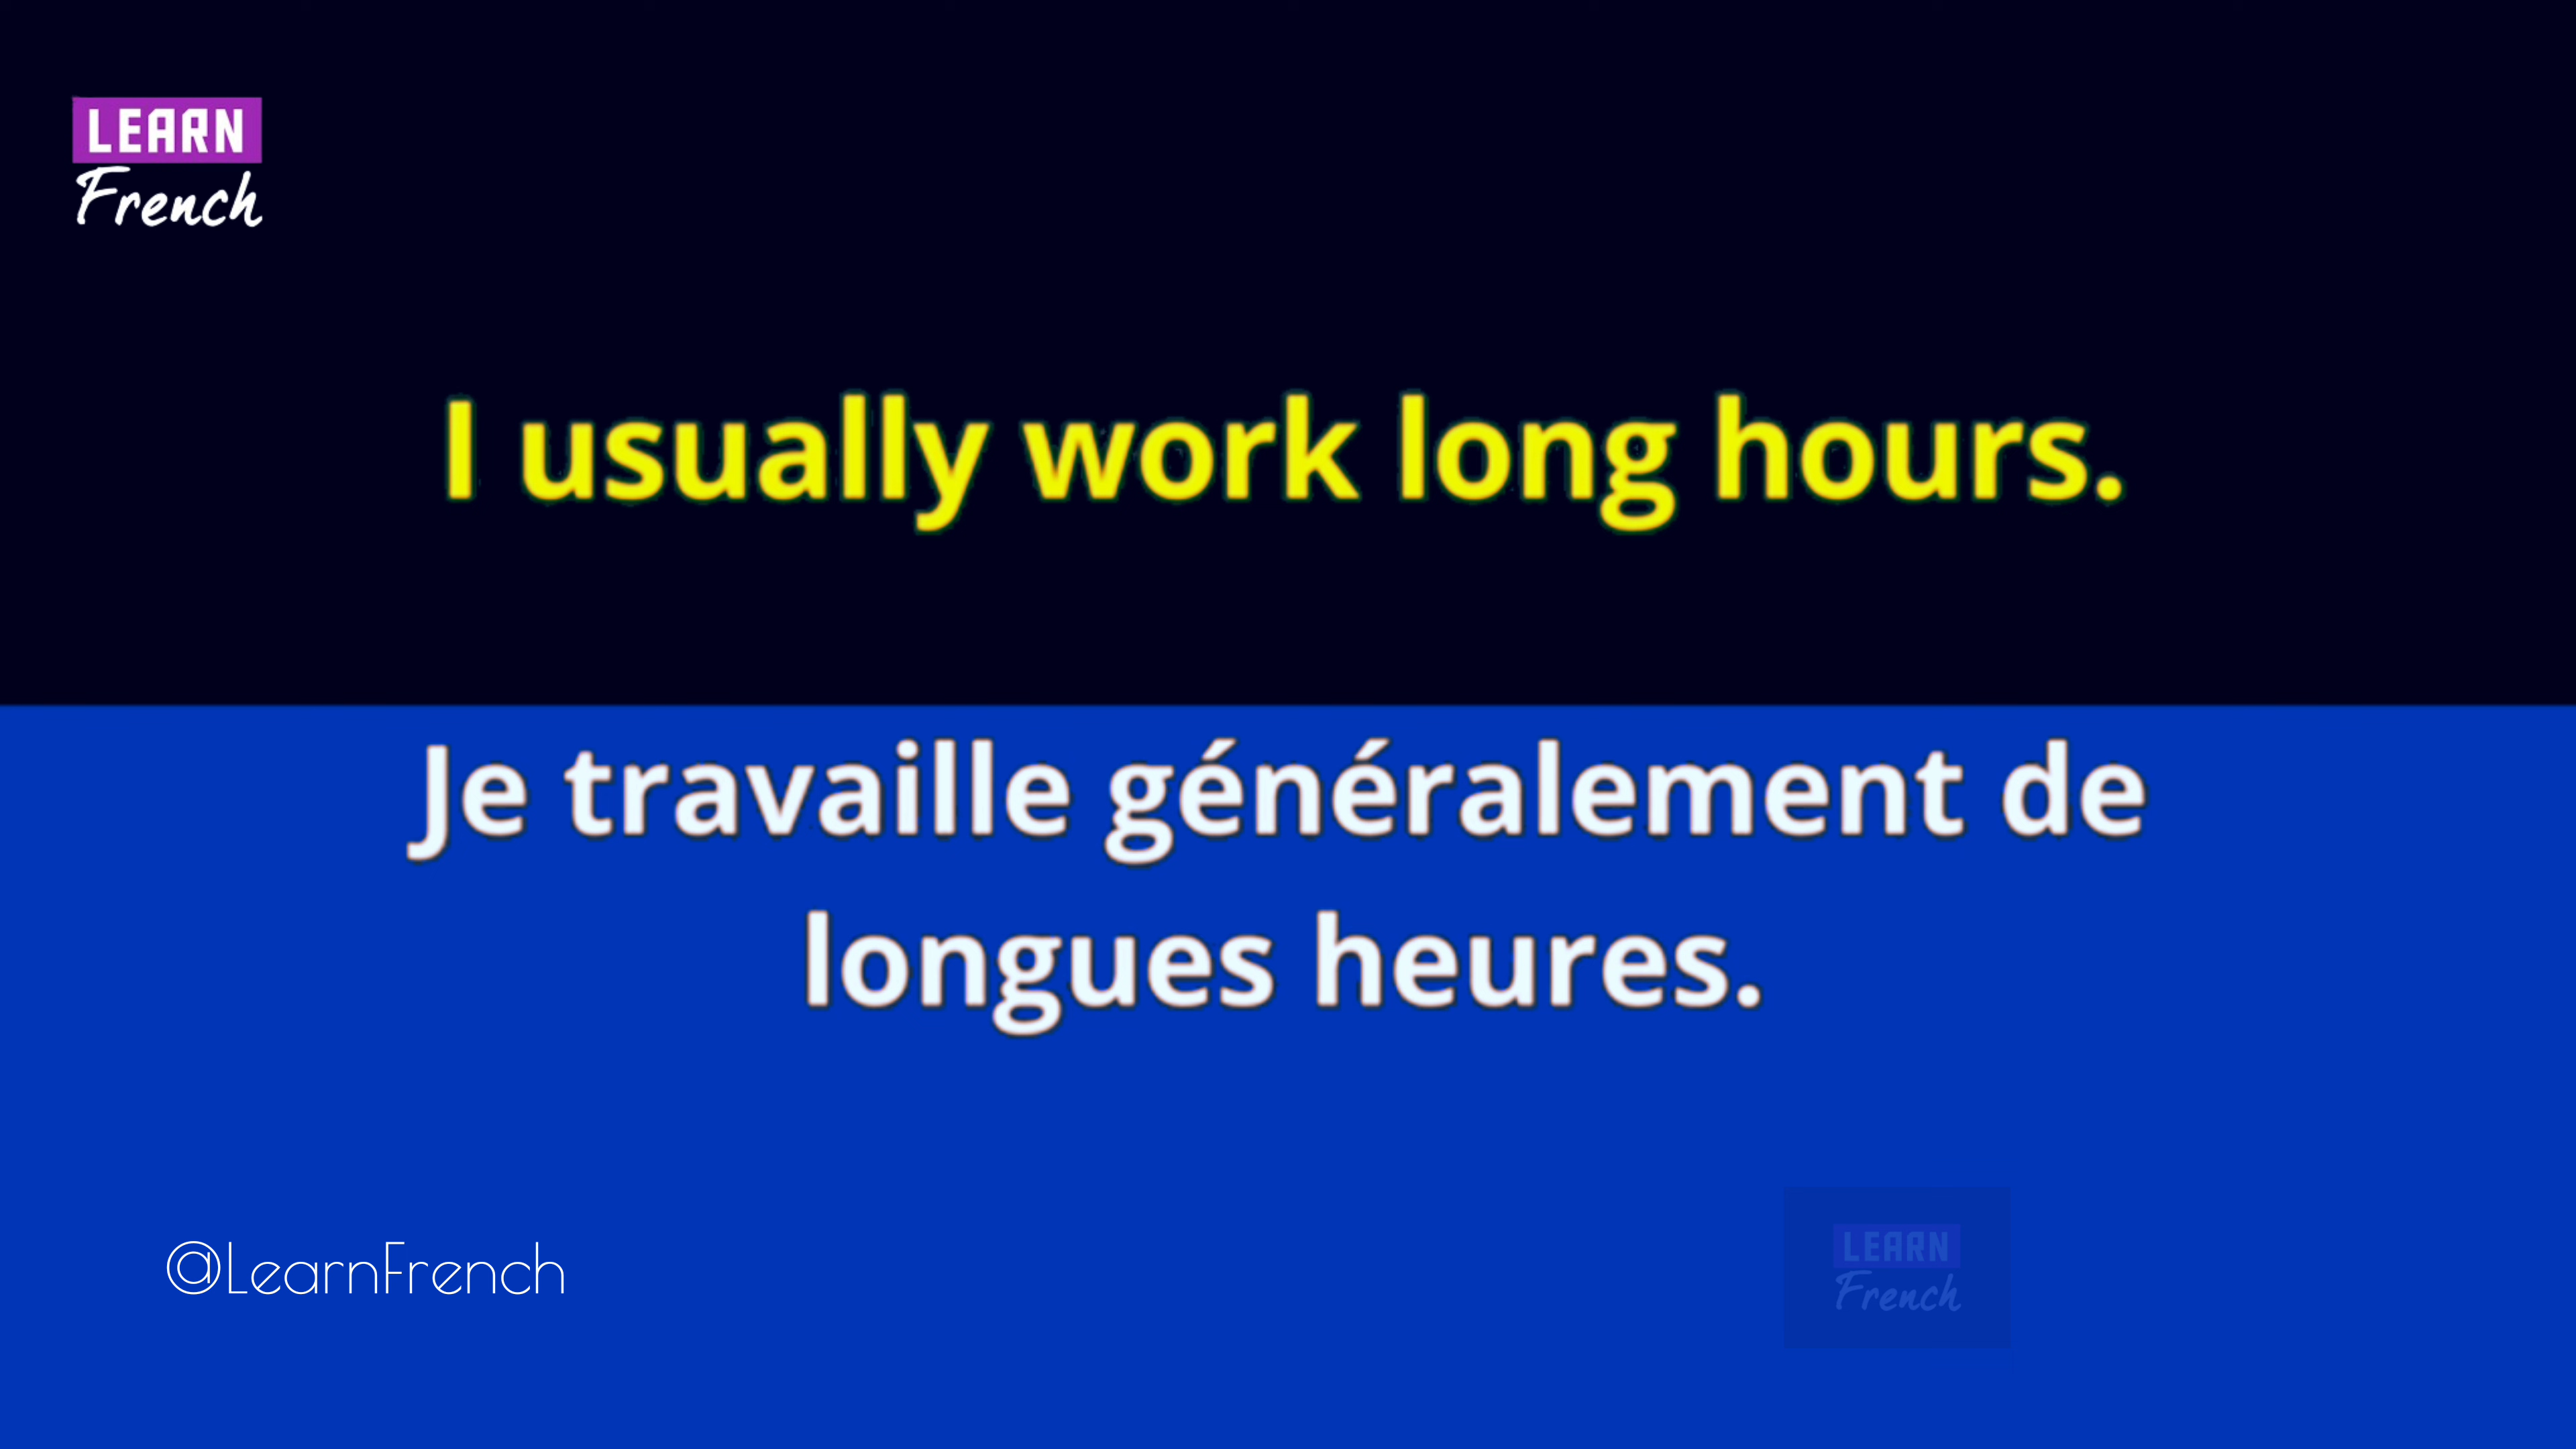 LEARN
French
I usually work long hours.
Je travaille généralement de
longues heures.
@LearnFrench
LEARN
French